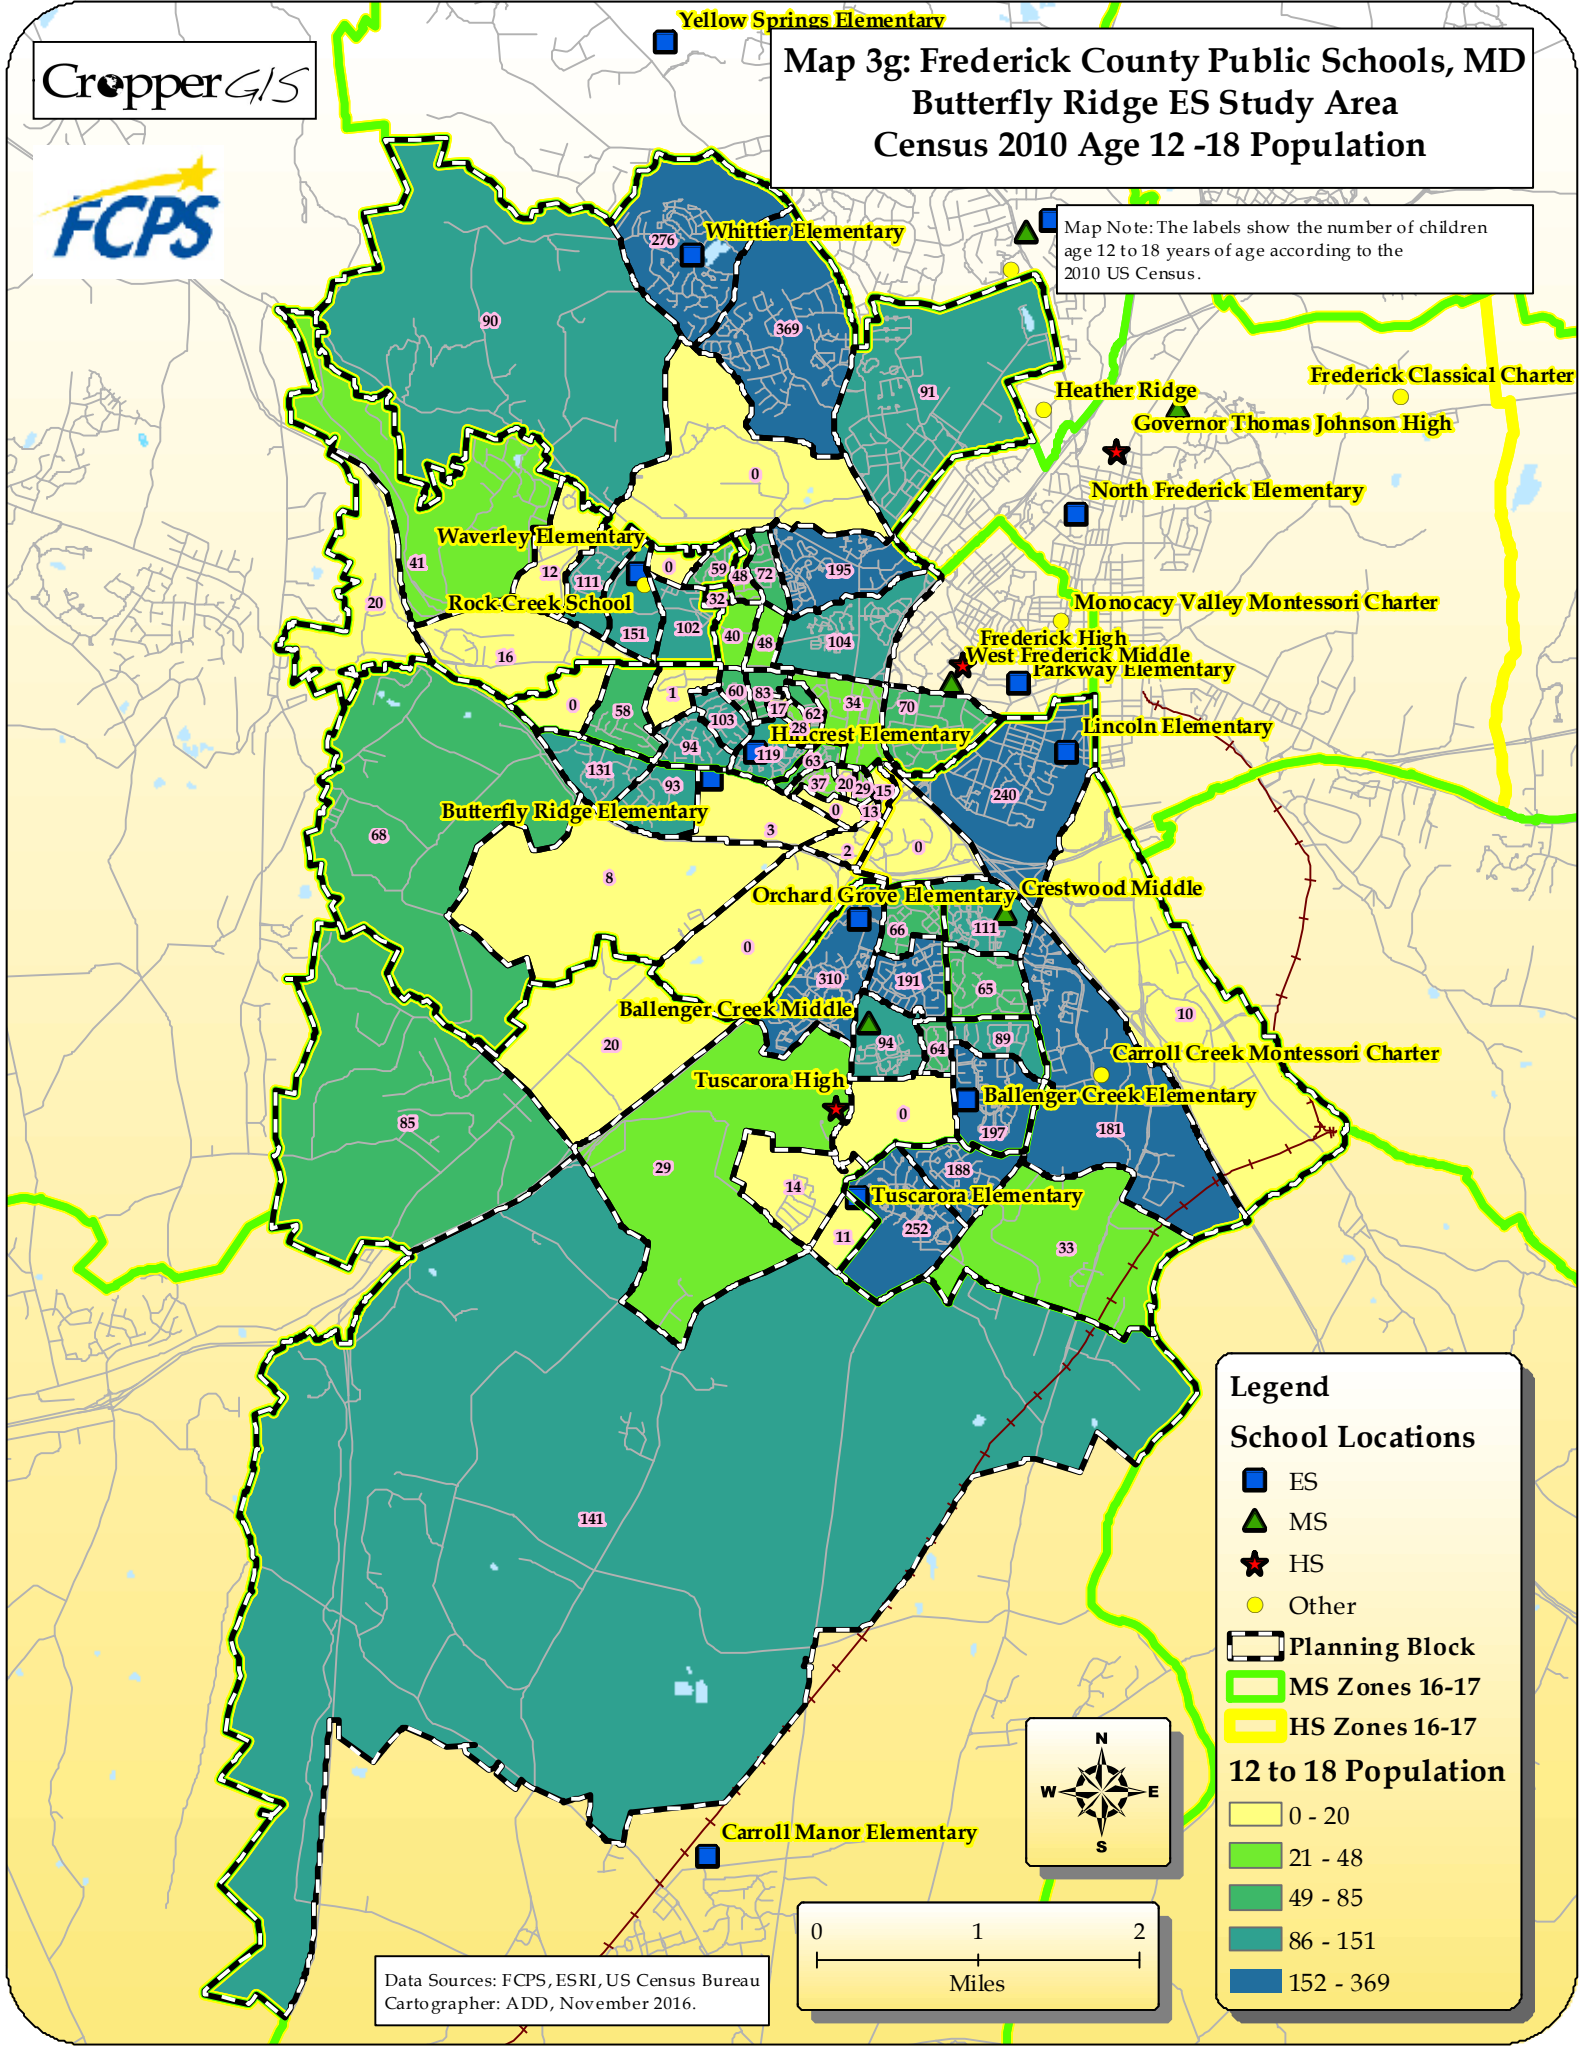 Yellow Springs Elementary
Cropper GIS
Map 3g: Frederick County Public Schools, MD
Butterfly Ridge ES Study Area
Census 2010 Age 12 -18 Population
FCPS
Map Note: The labels show the number of children
age 12 to 18 years of age according to the
2010 US Census.
276
Whittier Elementary
90
369
91
Heather Ridge
Frederick Classical Charter
Governor Thomas Johnson High
0
North Frederick Elementary
Waverley Elementary
41
12
111
0
59
48
72
195
20
Rock Creek School
32
Monocacy Valley Montessori Charter
151
102
40
48
104
Frederick High
West Frederick Middle
Parkway Elementary
16
0
58
1
60
83
17
62
34
70
103
28
Hillcrest Elementary
Lincoln Elementary
94
119
63
131
93
37
20
29
15
240
Butterfly Ridge Elementary
0
13
68
3
2
0
8
Orchard Grove Elementary
Crestwood Middle
66
111
0
310
191
65
Ballenger Creek Middle
10
20
94
64
89
Carroll Creek Montessori Charter
Tuscarora High
Ballenger Creek Elementary
85
0
197
181
29
188
14
Tuscarora Elementary
11
252
33
141
Legend
School Locations
ES
MS
HS
Other
Planning Block
MS Zones 16-17
HS Zones 16-17
12 to 18 Population
0 - 20
21 - 48
49 - 85
86 - 151
152 - 369
N
W
E
S
Carroll Manor Elementary
0 1 2
Miles
Data Sources: FCPS, ESRI, US Census Bureau
Cartographer: ADD, November 2016.